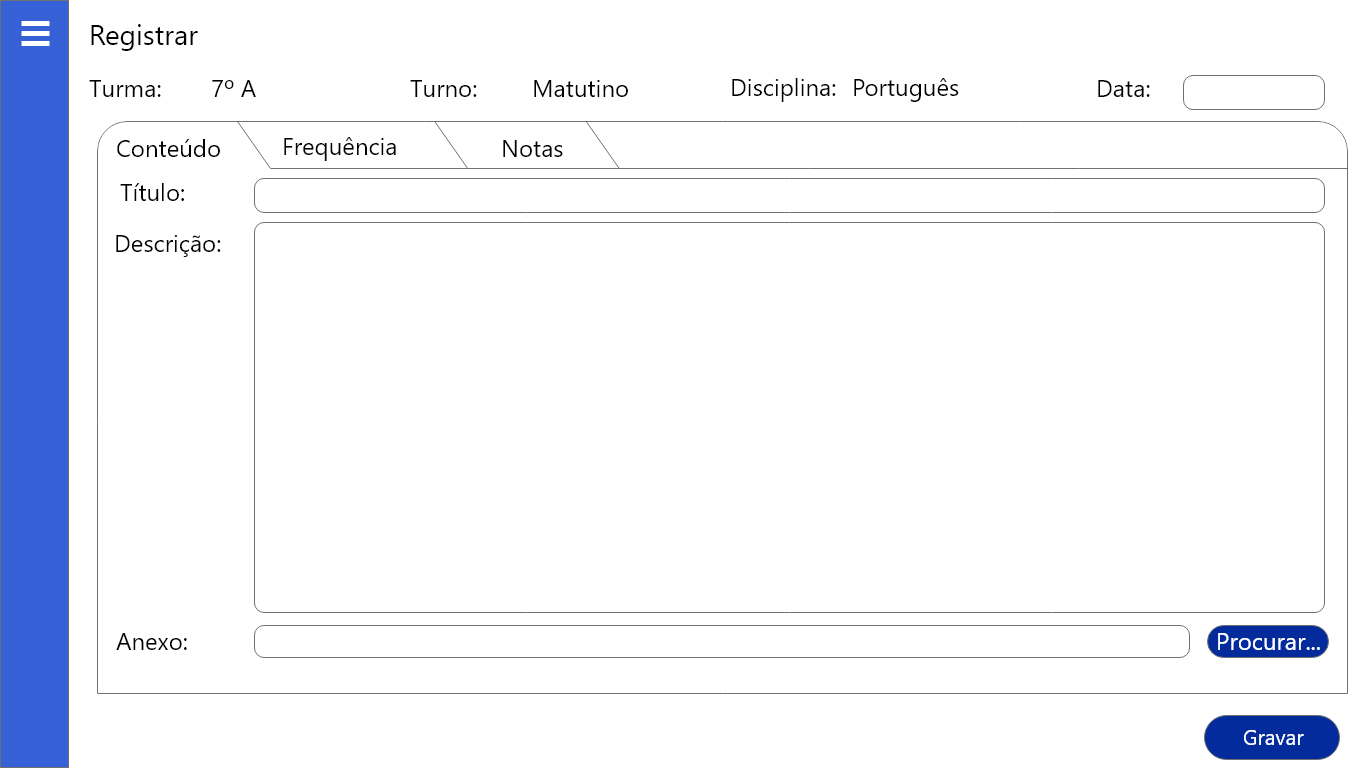 Registrar
Turma: 7º A Turno: Matutino Disciplina: Português Data:
Conteúdo Frequência Notas
Título:
Descrição:
Anexo: Procurar...
Gravar